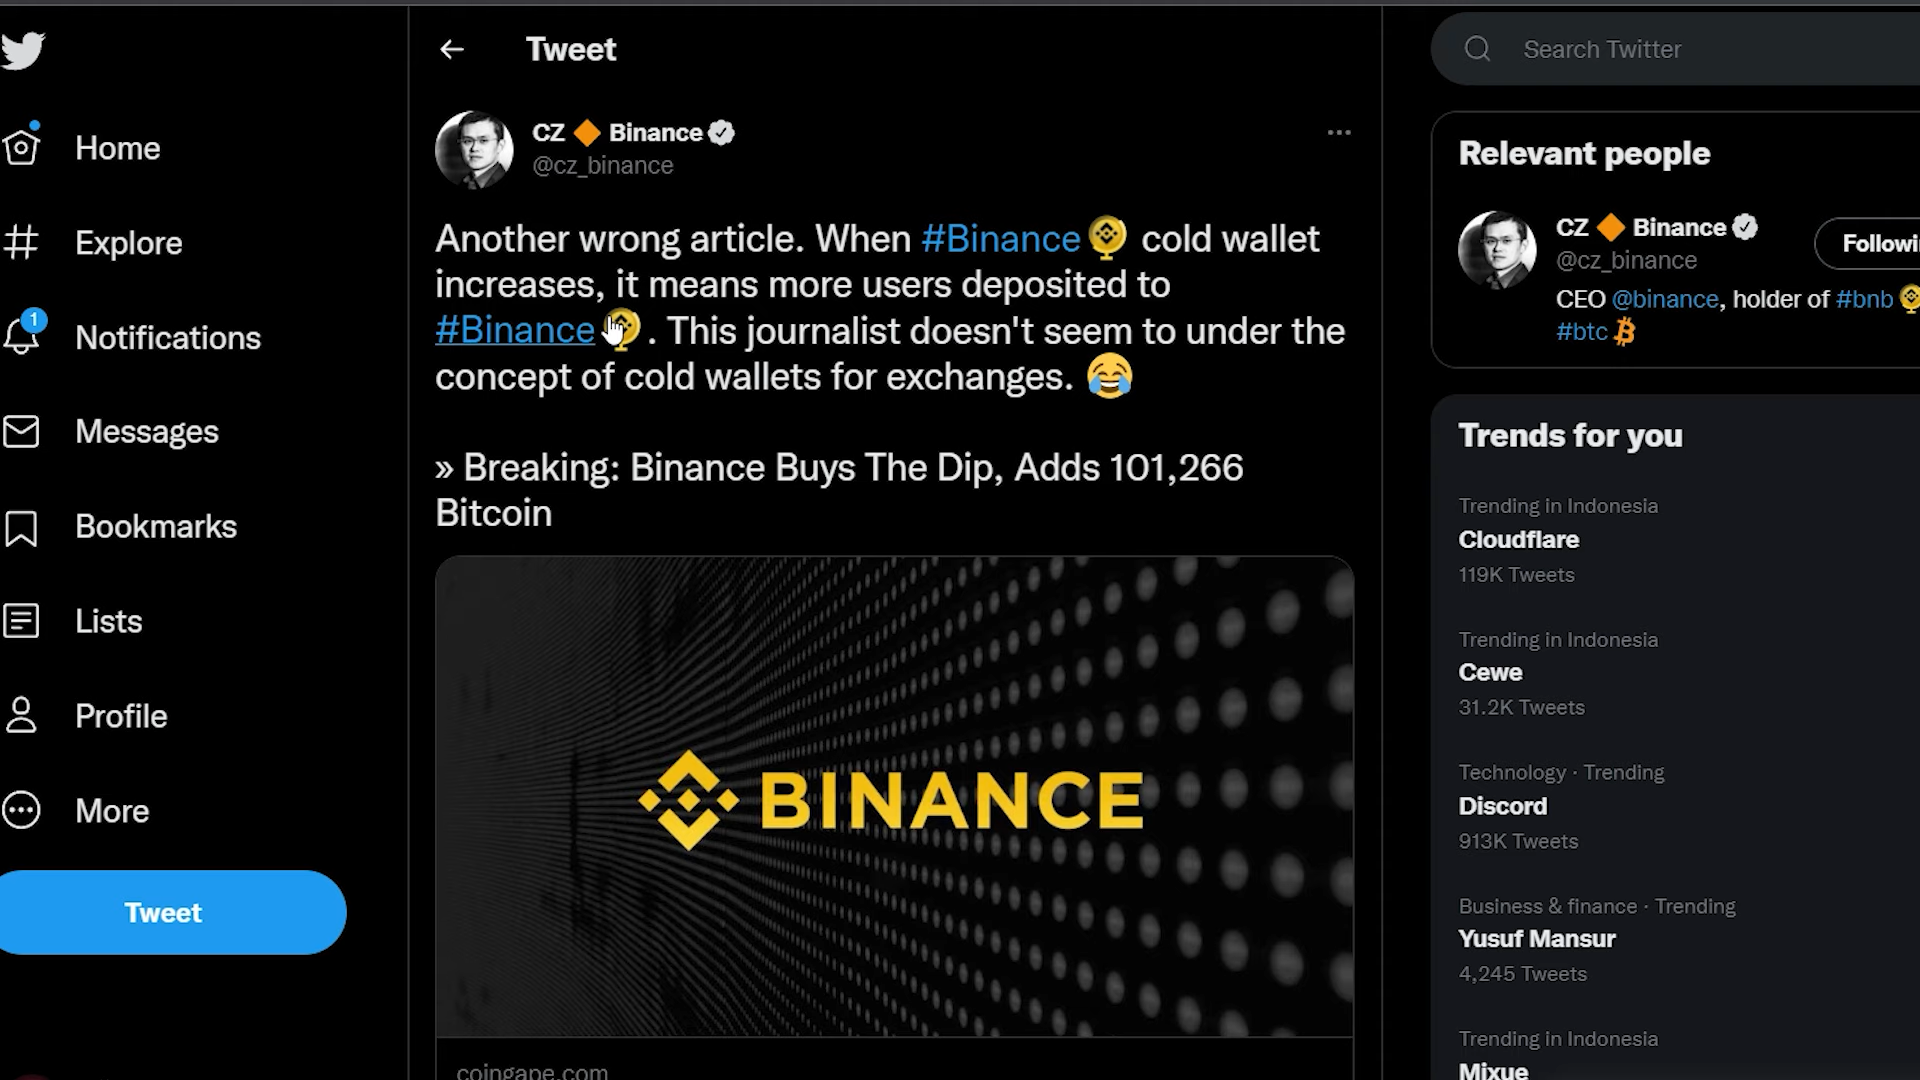 Tweet
Search Twitter
Home
Explore
1
Notifications
Messages
Bookmarks
Lists
Profile
More
Tweet
CZ 🔶 Binance
@cz_binance
Another wrong article. When #Binance cold wallet
increases, it means more users deposited to
#Binance . This journalist doesn't seem to under the
concept of cold wallets for exchanges. 😂
» Breaking: Binance Buys The Dip, Adds 101,266
Bitcoin
BINANCE
coingape.com
Relevant people
CZ 🔶 Binance
@cz_binance
Followi
CEO @binance, holder of #bnb
#btc
Trends for you
Trending in Indonesia
Cloudflare
119K Tweets
Trending in Indonesia
Cewe
31.2K Tweets
Technology · Trending
Discord
913K Tweets
Business & finance · Trending
Yusuf Mansur
4,245 Tweets
Trending in Indonesia
Mixue